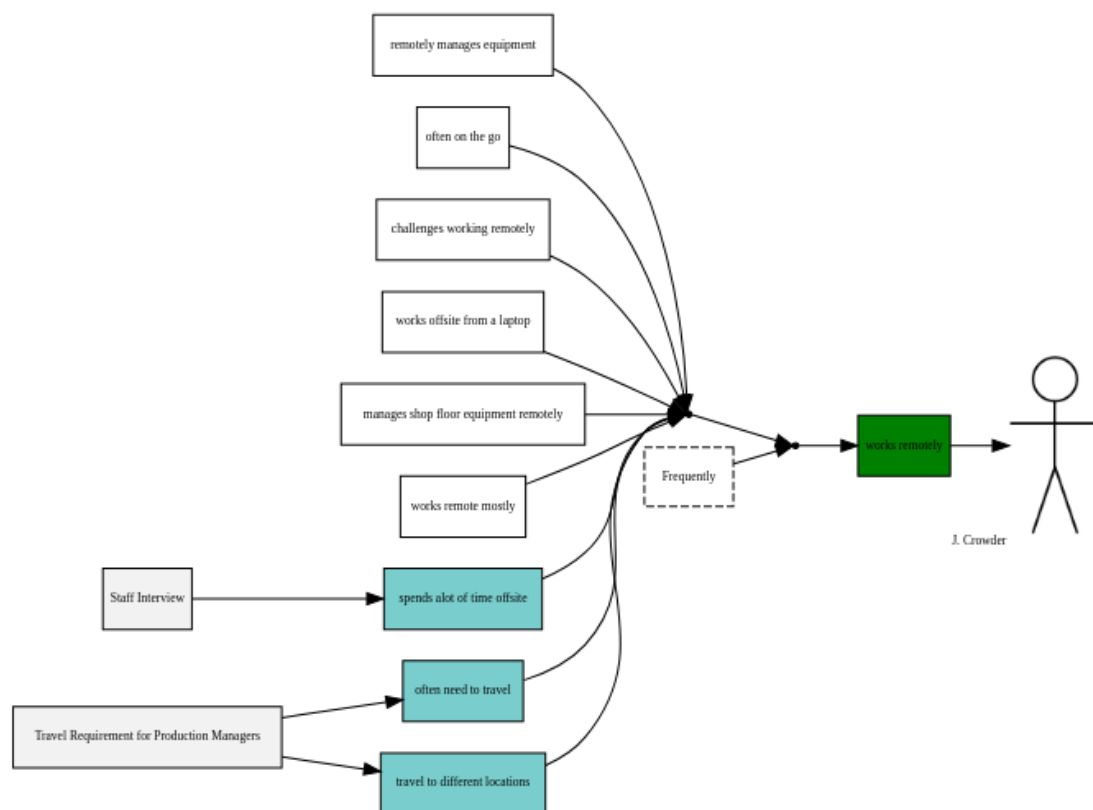 remotely manages equipment
often on the go
challenges working remotely
works offsite from a laptop
manages shop floor equipment remotely
Frequently
works remotely
works remote mostly
J. Crowder
Staff Interview
spends alot of time offsite
often need to travel
Travel Requirement for Production Managers
travel to different locations